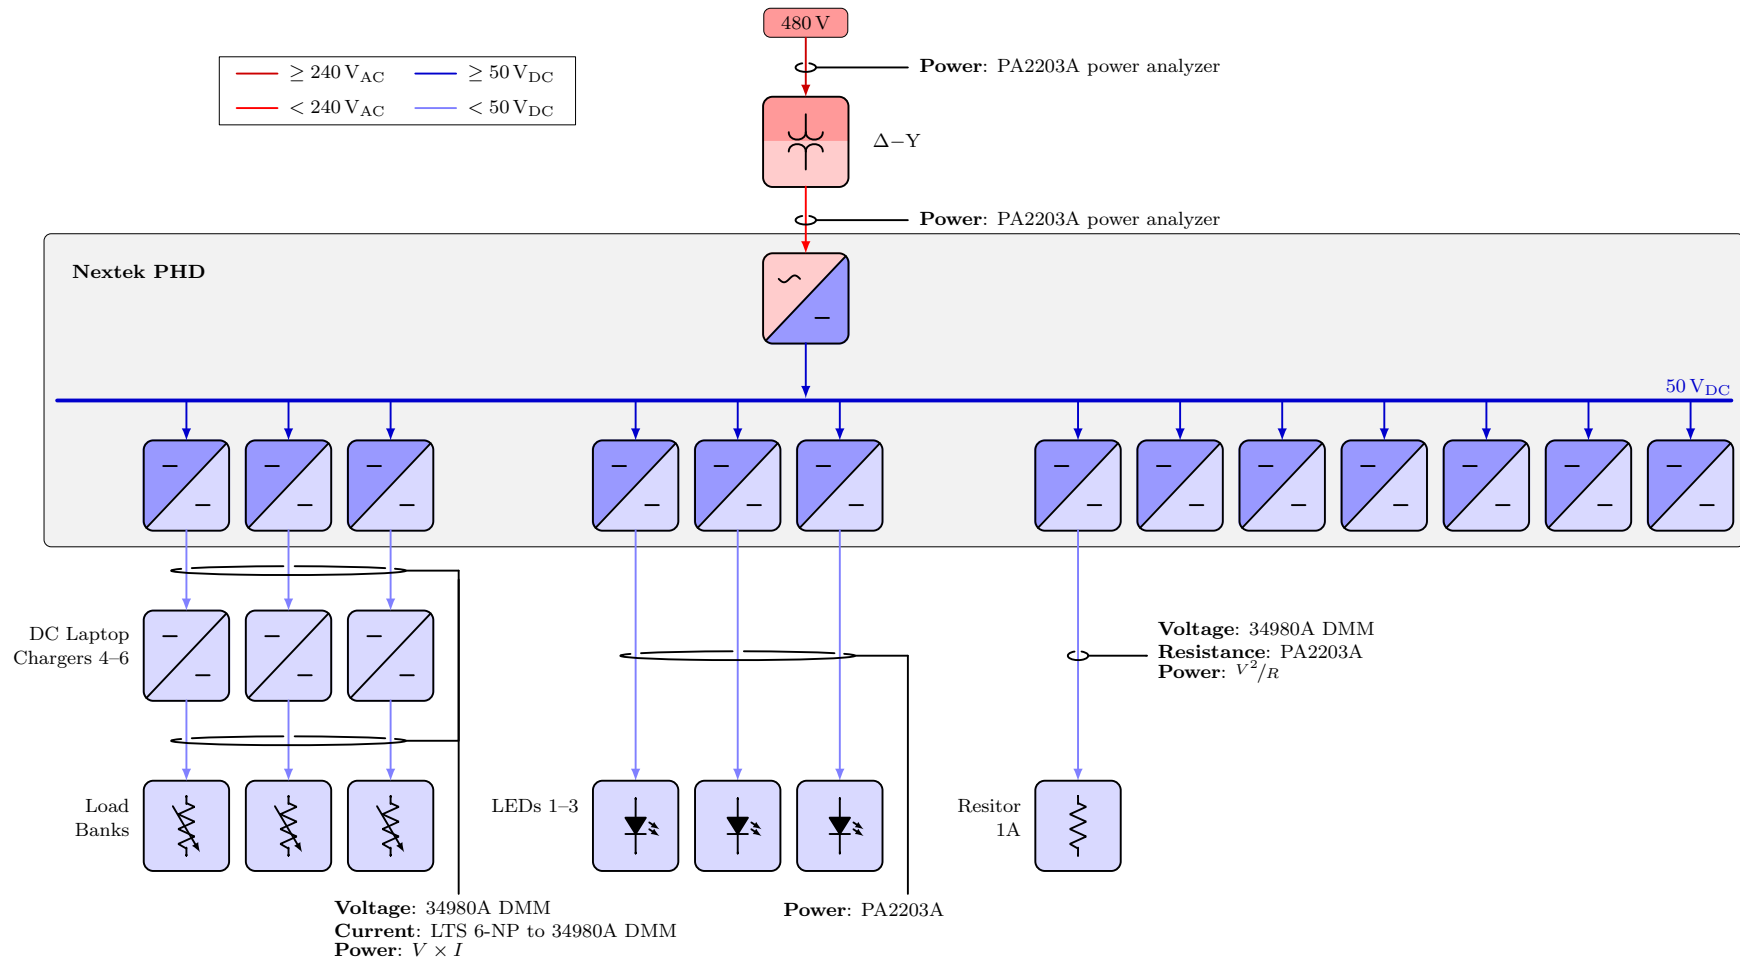 480 V
≥ 240 V_AC
≥ 50 V_DC
< 240 V_AC
< 50 V_DC
Power: PA2203A power analyzer
Δ−Y
Power: PA2203A power analyzer
Nextek PHD
50 V_DC
DC Laptop
Chargers 4–6
Voltage: 34980A DMM
Resistance: PA2203A
Power: V²/R
Load
Banks
LEDs 1–3
Resitor
1A
Voltage: 34980A DMM
Current: LTS 6-NP to 34980A DMM
Power: V × I
Power: PA2203A